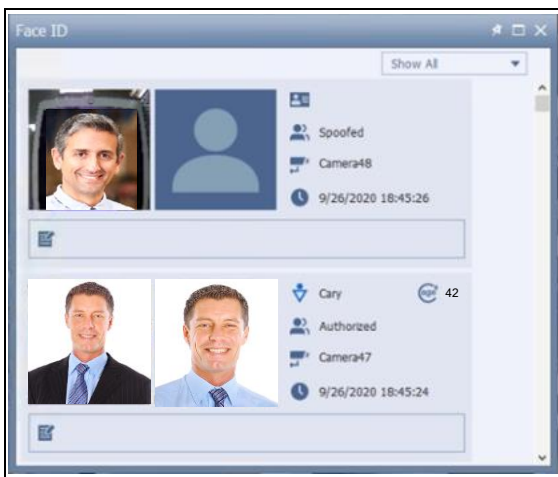 Face ID
Show All
Spoofed
Camera48
9/26/2020 18:45:26
Cary
age 42
Authorized
Camera47
9/26/2020 18:45:24